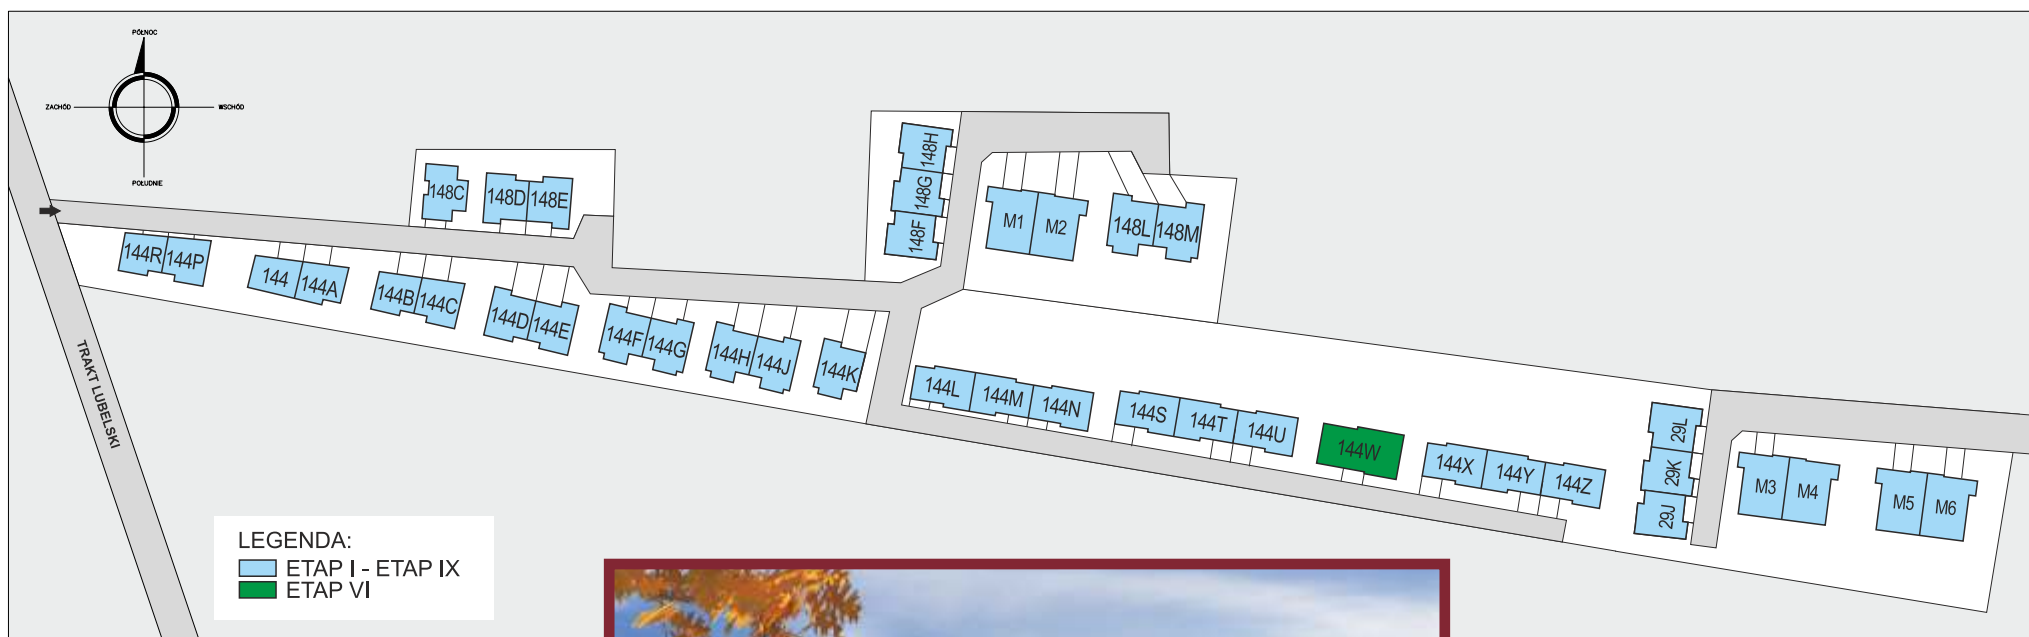 PÓŁNOC
ZACHÓD
WSCHÓD
POŁUDNIE
148C
148D
148E
148H
148G
148F
M1
M2
148L
148M
144R
144P
144
144A
144B
144C
144D
144E
144F
144G
144H
144J
144K
144L
144M
144N
144S
144T
144U
144W
144X
144Y
144Z
29L
29K
29J
M3
M4
M5
M6
TRAKT LUBELSKI
LEGENDA:
ETAP I - ETAP IX
ETAP VI